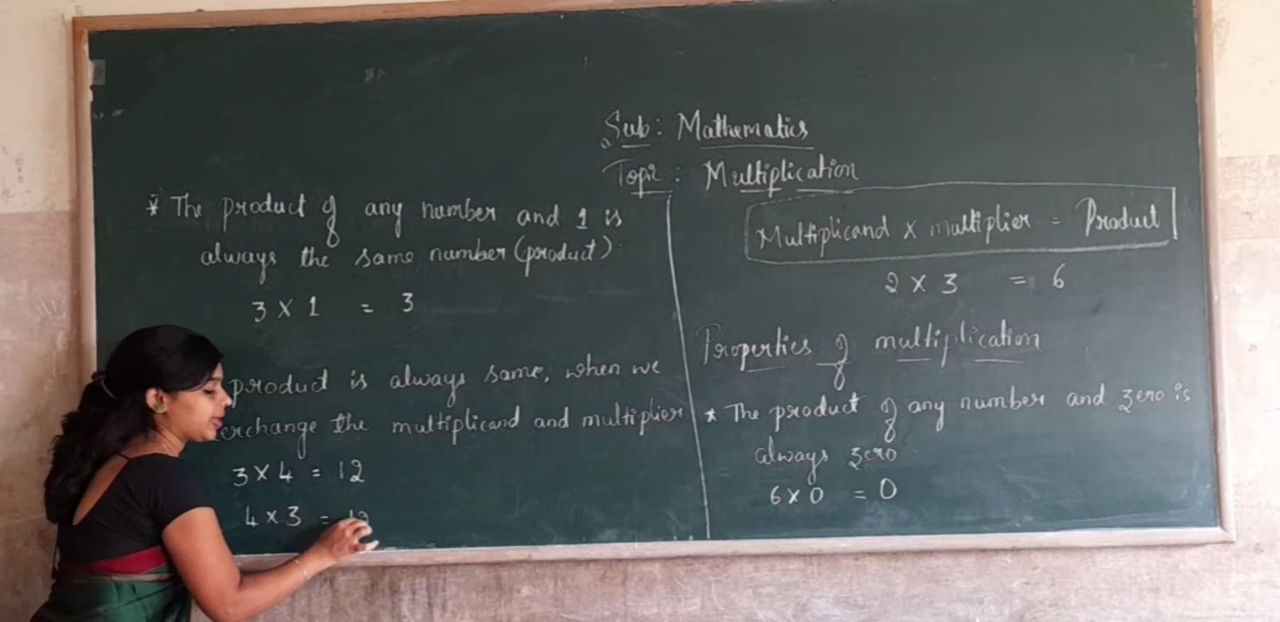 Sub: Mathematics
Topic: Multiplication
Multiplicand × multiplier = Product
2 × 3 = 6
Properties of multiplication
* The product of any number and zero is
always zero
6 × 0 = 0
* The product of any number and 1 is
always the same number (product)
3 × 1 = 3
product is always same, when we
the multiplicand and multiplier
3 × 4 = 12
4 × 3 = 12